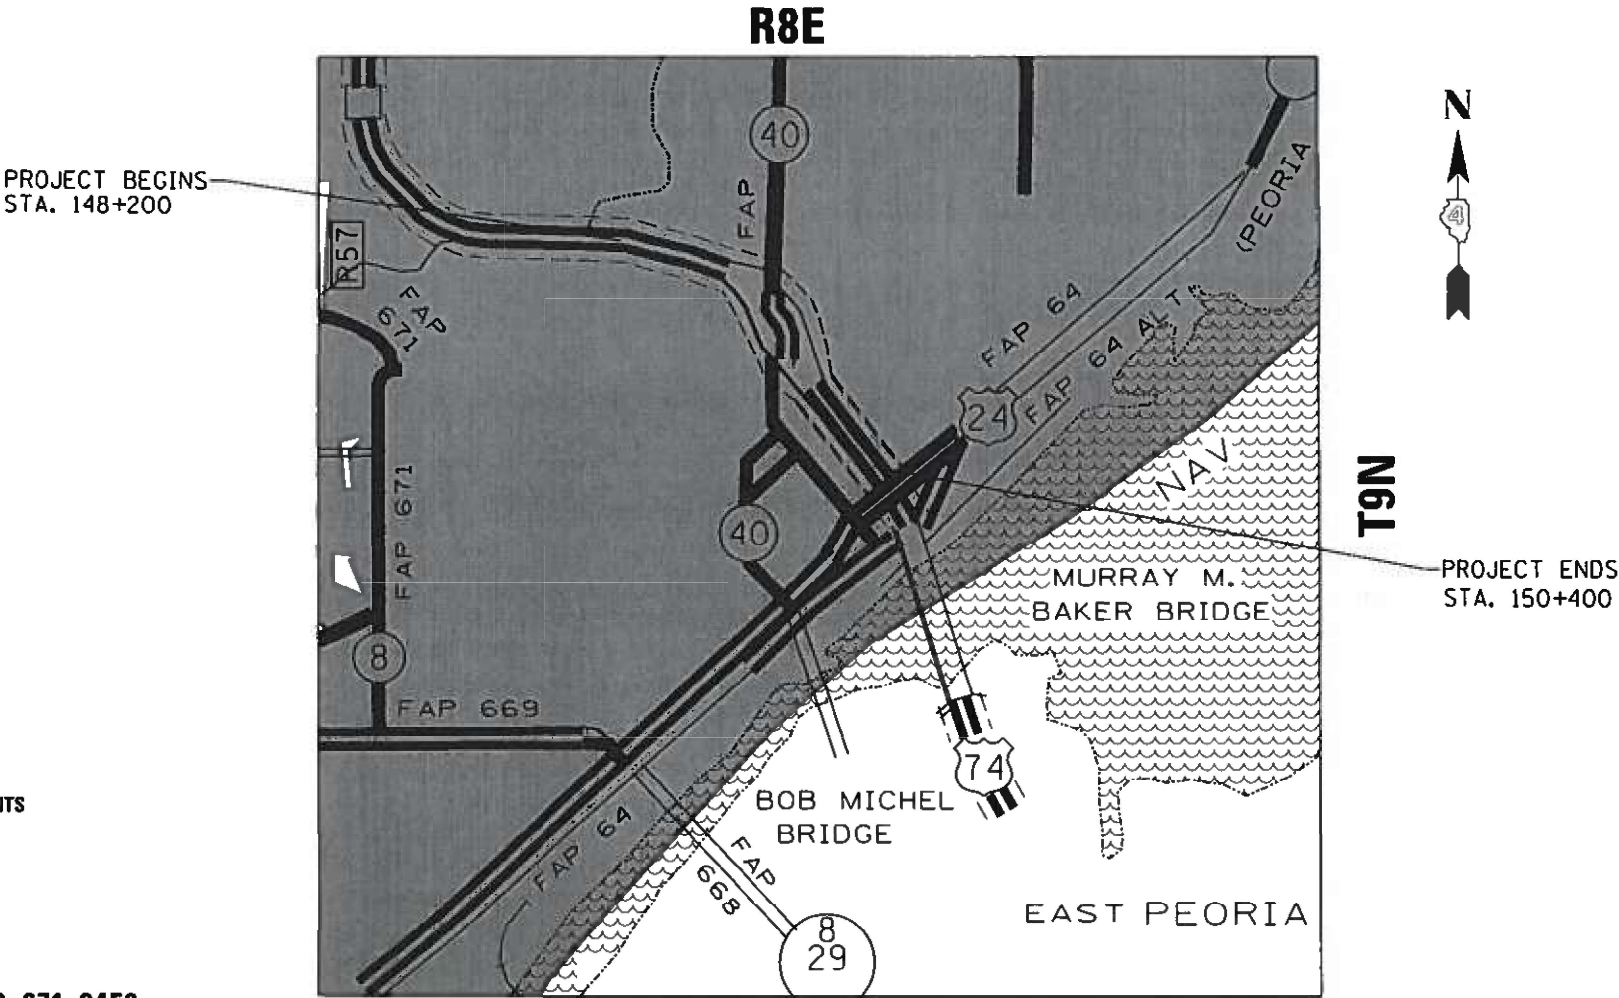 R8E
N
4
40
PROJECT BEGINS
STA. 148+200
FAP
(PEORIA
R57
FAP
671
FAP 64
FAP 64 ALT
24
NAV
T9N
FAP 671
40
PROJECT ENDS
STA. 150+400
MURRAY M.
BAKER BRIDGE
8
FAP 669
74
BOB MICHEL
BRIDGE
FAP 64
FAP
668
EAST PEORIA
8
29